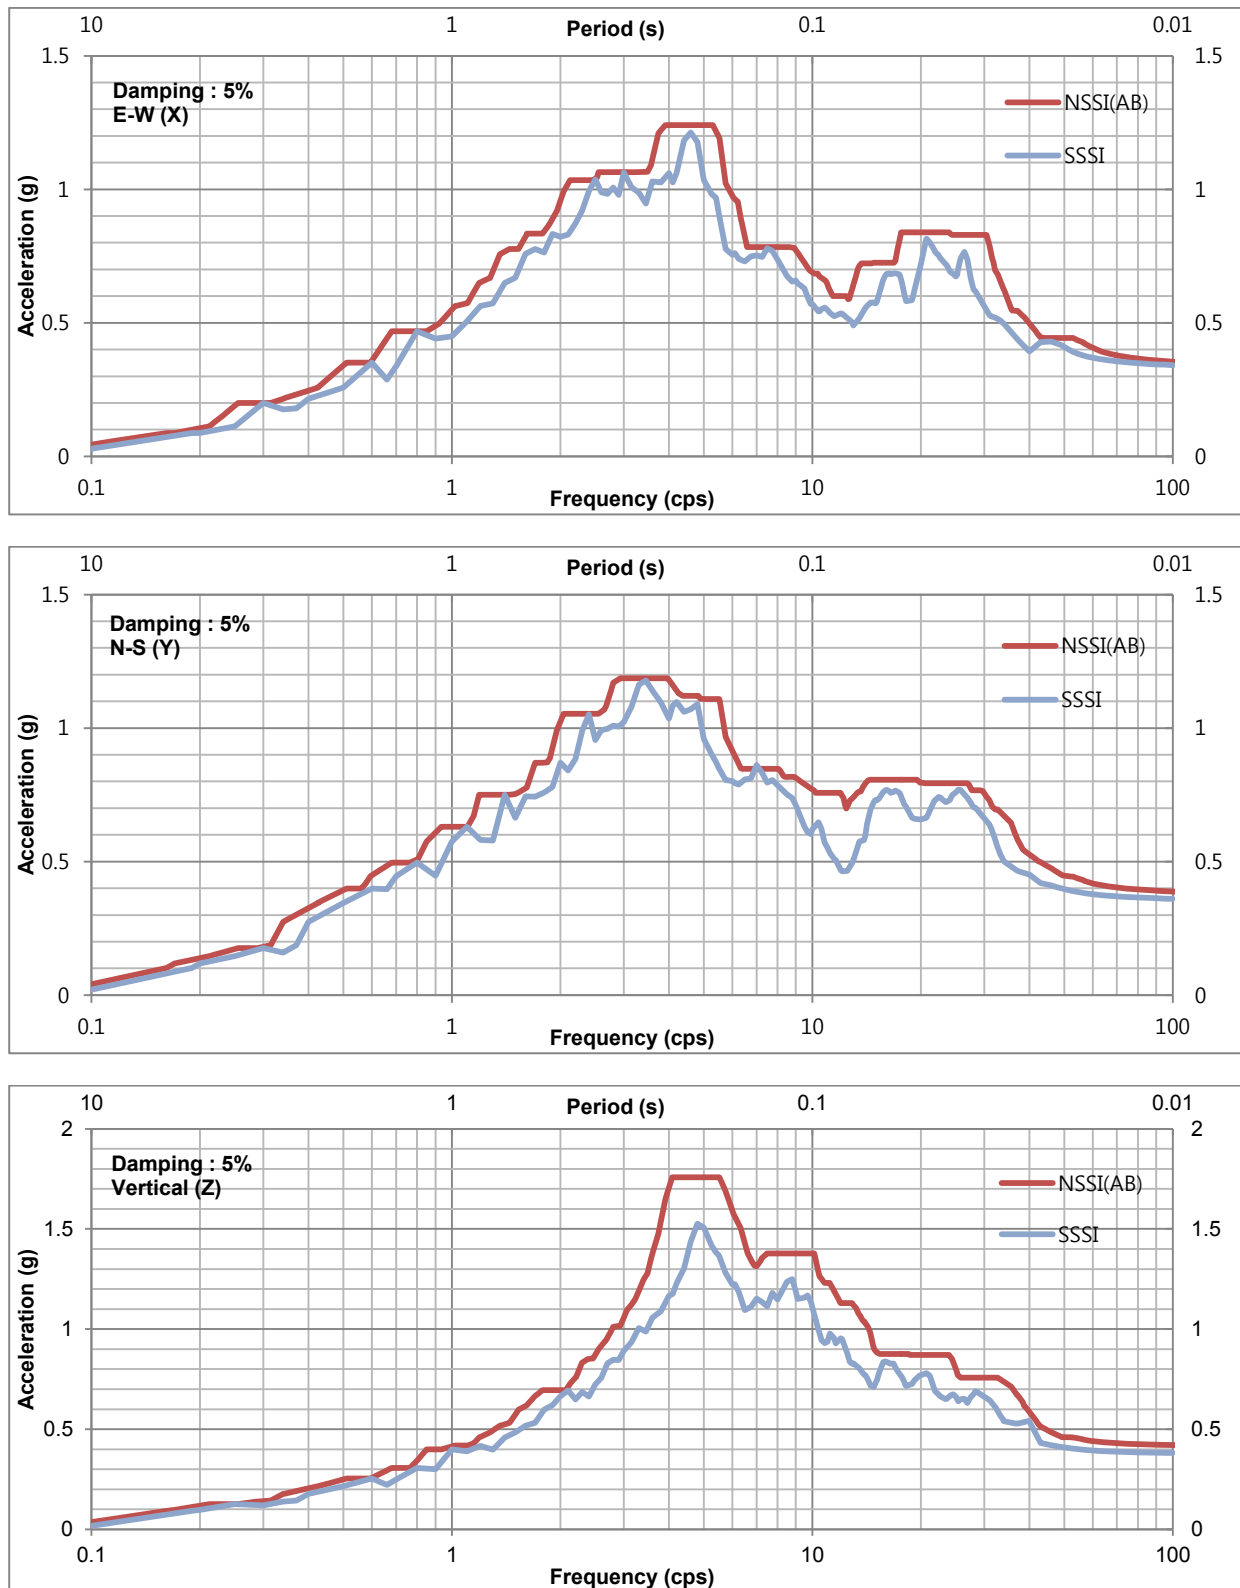 10 1 Period (s) 0.1 0.01
1.5 1.5
Damping : 5%
E-W (X)
NSSI(AB)
SSSI
1 1
Acceleration (g)
0.5 0.5
0 0
0.1 1 10 100
Frequency (cps)
10 1 Period (s) 0.1 0.01
1.5 1.5
Damping : 5%
N-S (Y)
NSSI(AB)
SSSI
1 1
Acceleration (g)
0.5 0.5
0 0
0.1 1 10 100
Frequency (cps)
10 1 Period (s) 0.1 0.01
2 2
Damping : 5%
Vertical (Z)
NSSI(AB)
SSSI
1.5 1.5
Acceleration (g)
1 1
0.5 0.5
0 0
0.1 1 10 100
Frequency (cps)